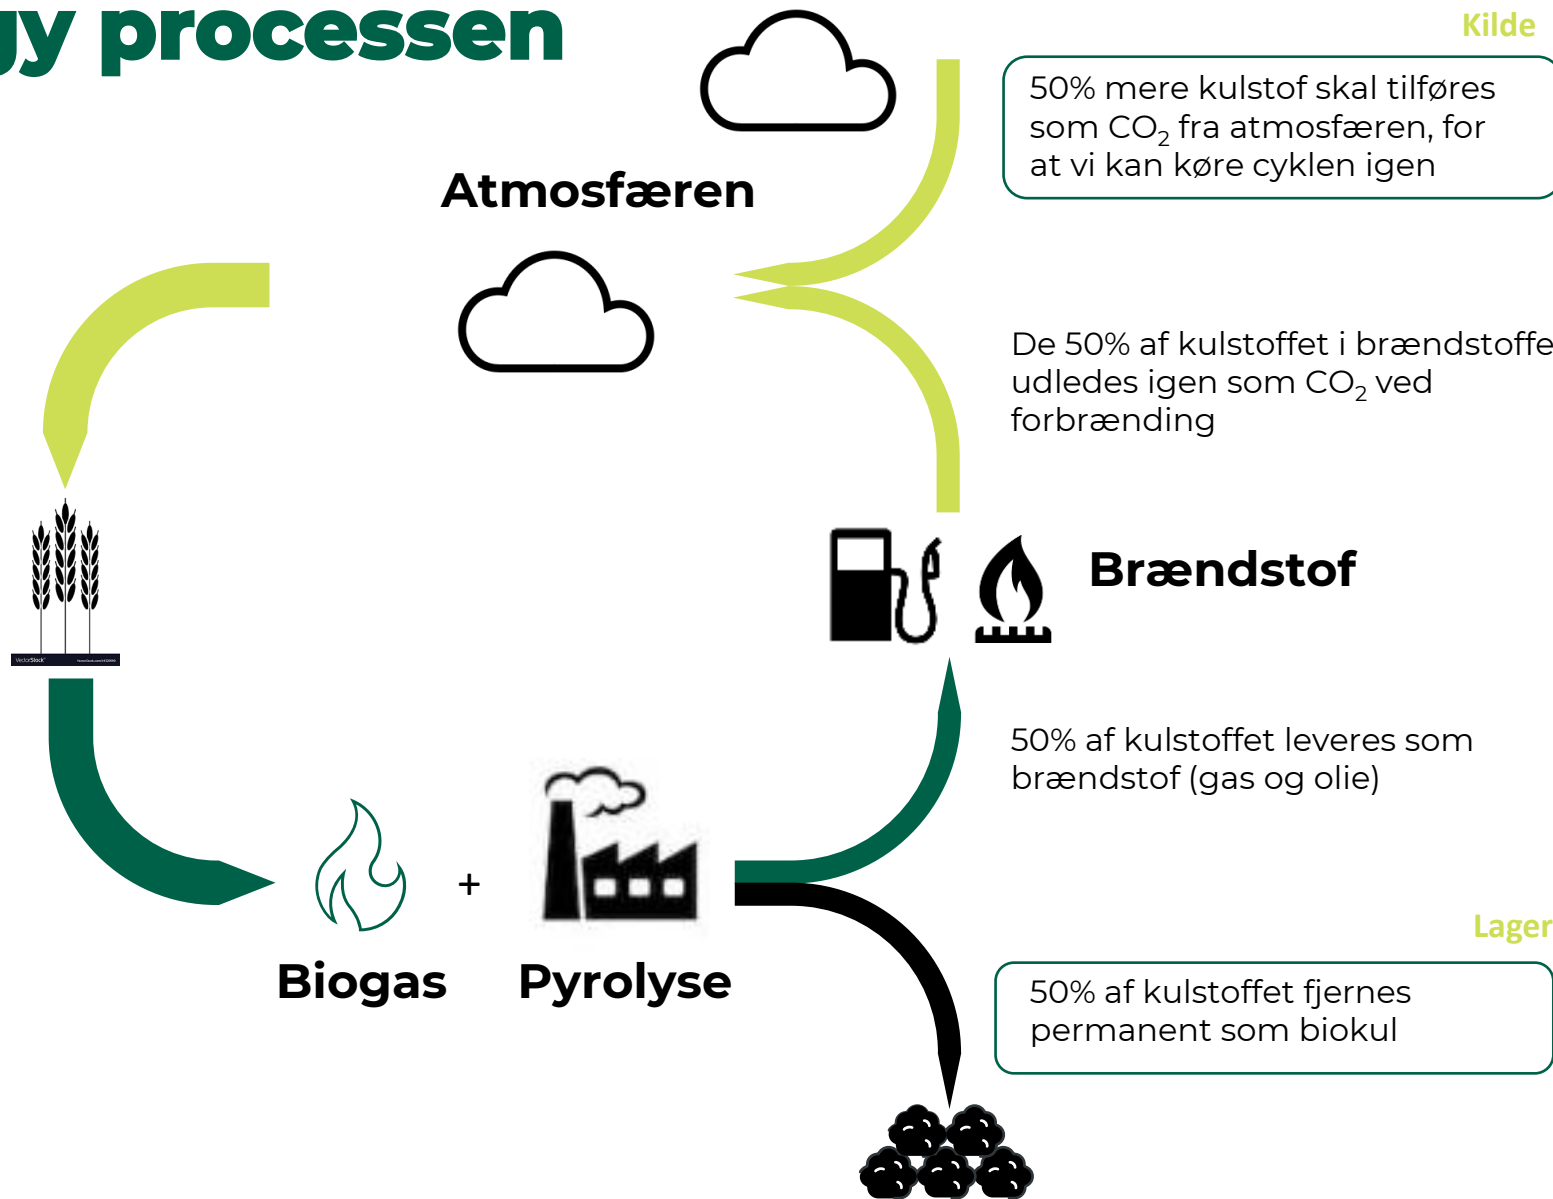 gy processen
Kilde
50% mere kulstof skal tilføres
som CO₂ fra atmosfæren, for
at vi kan køre cyklen igen
Atmosfæren
De 50% af kulstoffet i brændstoffe
udledes igen som CO₂ ved
forbrænding
Brændstof
50% af kulstoffet leveres som
brændstof (gas og olie)
+
Biogas
Pyrolyse
Lager
50% af kulstoffet fjernes
permanent som biokul
VectorStock